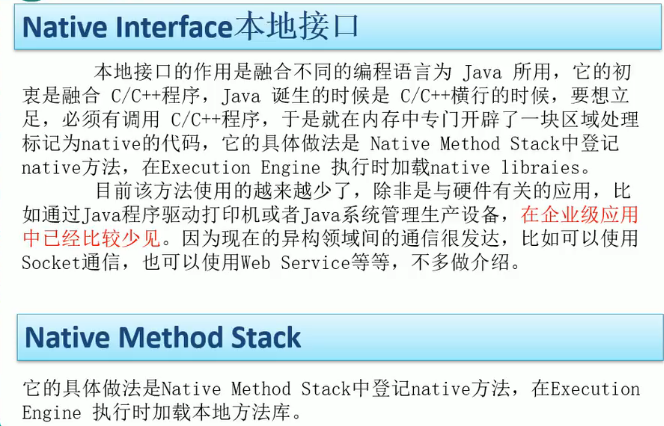 Native Interface本地接口
本地接口的作用是融合不同的编程语言为 Java 所用，它的初
衷是融合 C/C++程序，Java 诞生的时候是 C/C++横行的时候，要想立
足，必须有调用 C/C++程序，于是就在内存中专门开辟了一块区域处理
标记为native的代码，它的具体做法是 Native Method Stack中登记
native方法，在Execution Engine 执行时加载native libraies。
目前该方法使用的越来越少了，除非是与硬件有关的应用，比
如通过Java程序驱动打印机或者Java系统管理生产设备，在企业级应用
中已经比较少见。因为现在的异构领域间的通信很发达，比如可以使用
Socket通信，也可以使用Web Service等等，不多做介绍。
Native Method Stack
它的具体做法是Native Method Stack中登记native方法，在Execution
Engine 执行时加载本地方法库。